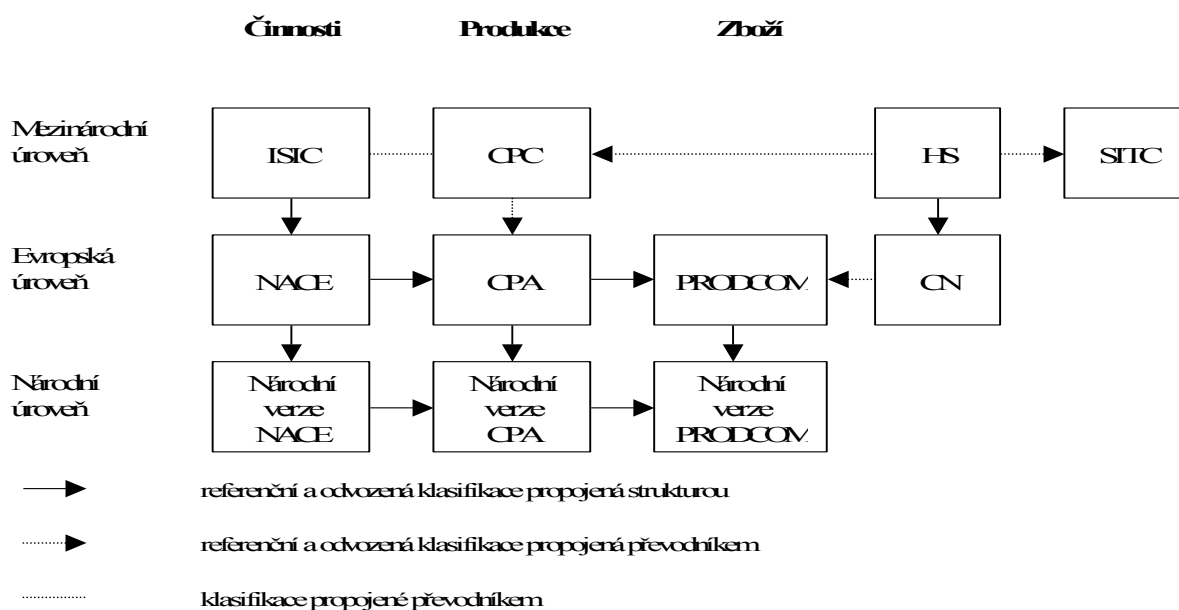 Činnosti Produkce Zboží
Mezinárodní
úroveň
ISIC CPC HS SITC
Evropská
úroveň
NACE CPA PRODCOM CN
Národní
úroveň
Národní
verze
NACE
Národní
verze
CPA
Národní
verze
PRODCOM
referenční a odvozená klasifikace propojená strukturou
referenční a odvozená klasifikace propojená převodníkem
klasifikace propojené převodníkem